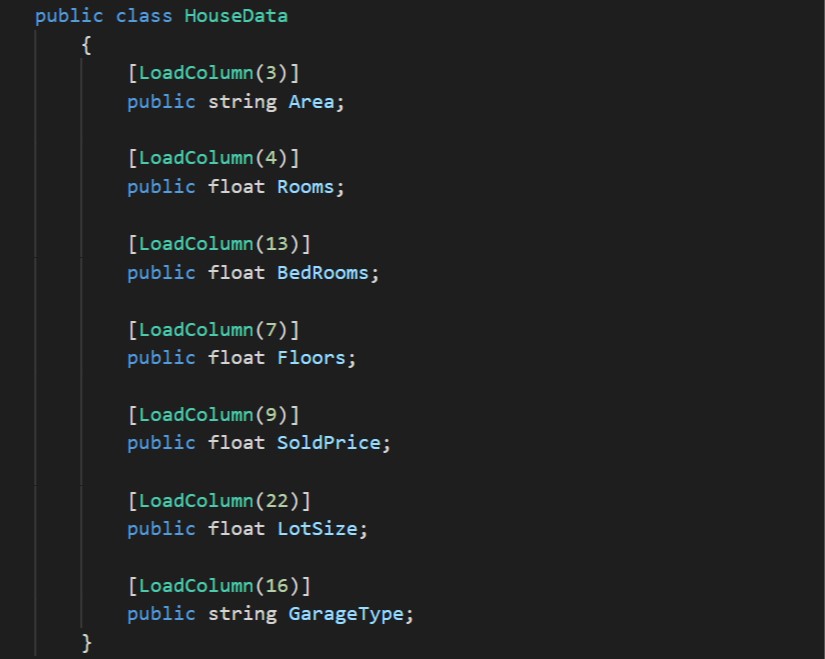 public class HouseData
{
[LoadColumn(3)]
public string Area;
[LoadColumn(4)]
public float Rooms;
[LoadColumn(13)]
public float BedRooms;
[LoadColumn(7)]
public float Floors;
[LoadColumn(9)]
public float SoldPrice;
[LoadColumn(22)]
public float LotSize;
[LoadColumn(16)]
public string GarageType;
}